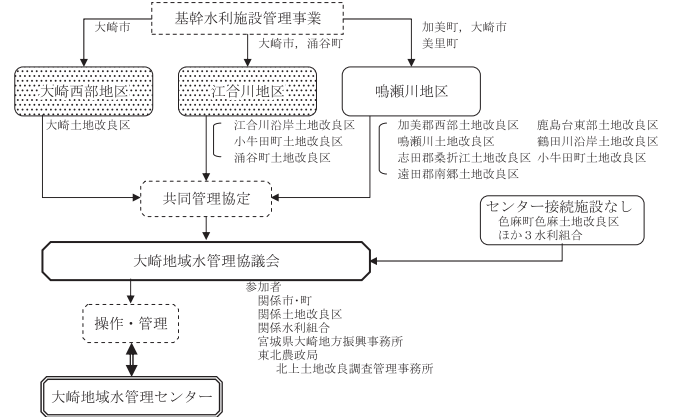 基幹水利施設管理事業
大崎市
大崎市，涌谷町
加美町，大崎市
美里町
大崎西部地区
江合川地区
鳴瀬川地区
大崎土地改良区
江合川沿岸土地改良区
小牛田町土地改良区
涌谷町土地改良区
加美郡西部土地改良区　鹿島台東部土地改良区
鳴瀬川土地改良区　鶴田川沿岸土地改良区
志田郡桑折江土地改良区　小牛田町土地改良区
遠田郡南郷土地改良区
共同管理協定
センター接続施設なし
色麻町色麻土地改良区
ほか３水利組合
大崎地域水管理協議会
参加者
関係市・町
関係土地改良区
関係水利組合
宮城県大崎地方振興事務所
東北農政局
北上土地改良調査管理事務所
操作・管理
大崎地域水管理センター